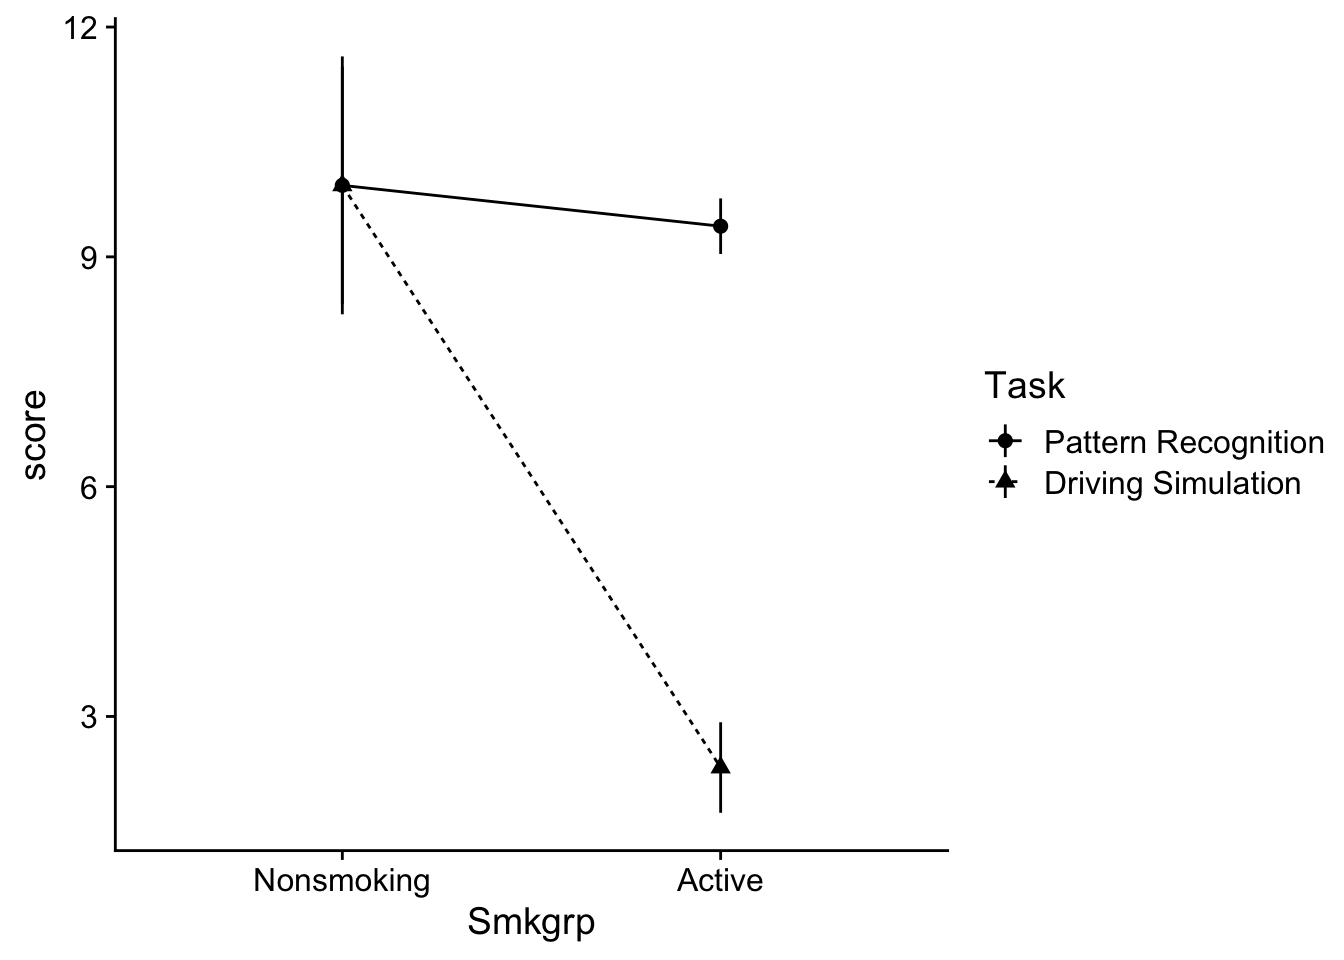 12
9
6
3
score
Nonsmoking
Active
Smkgrp
Task
Pattern Recognition
Driving Simulation